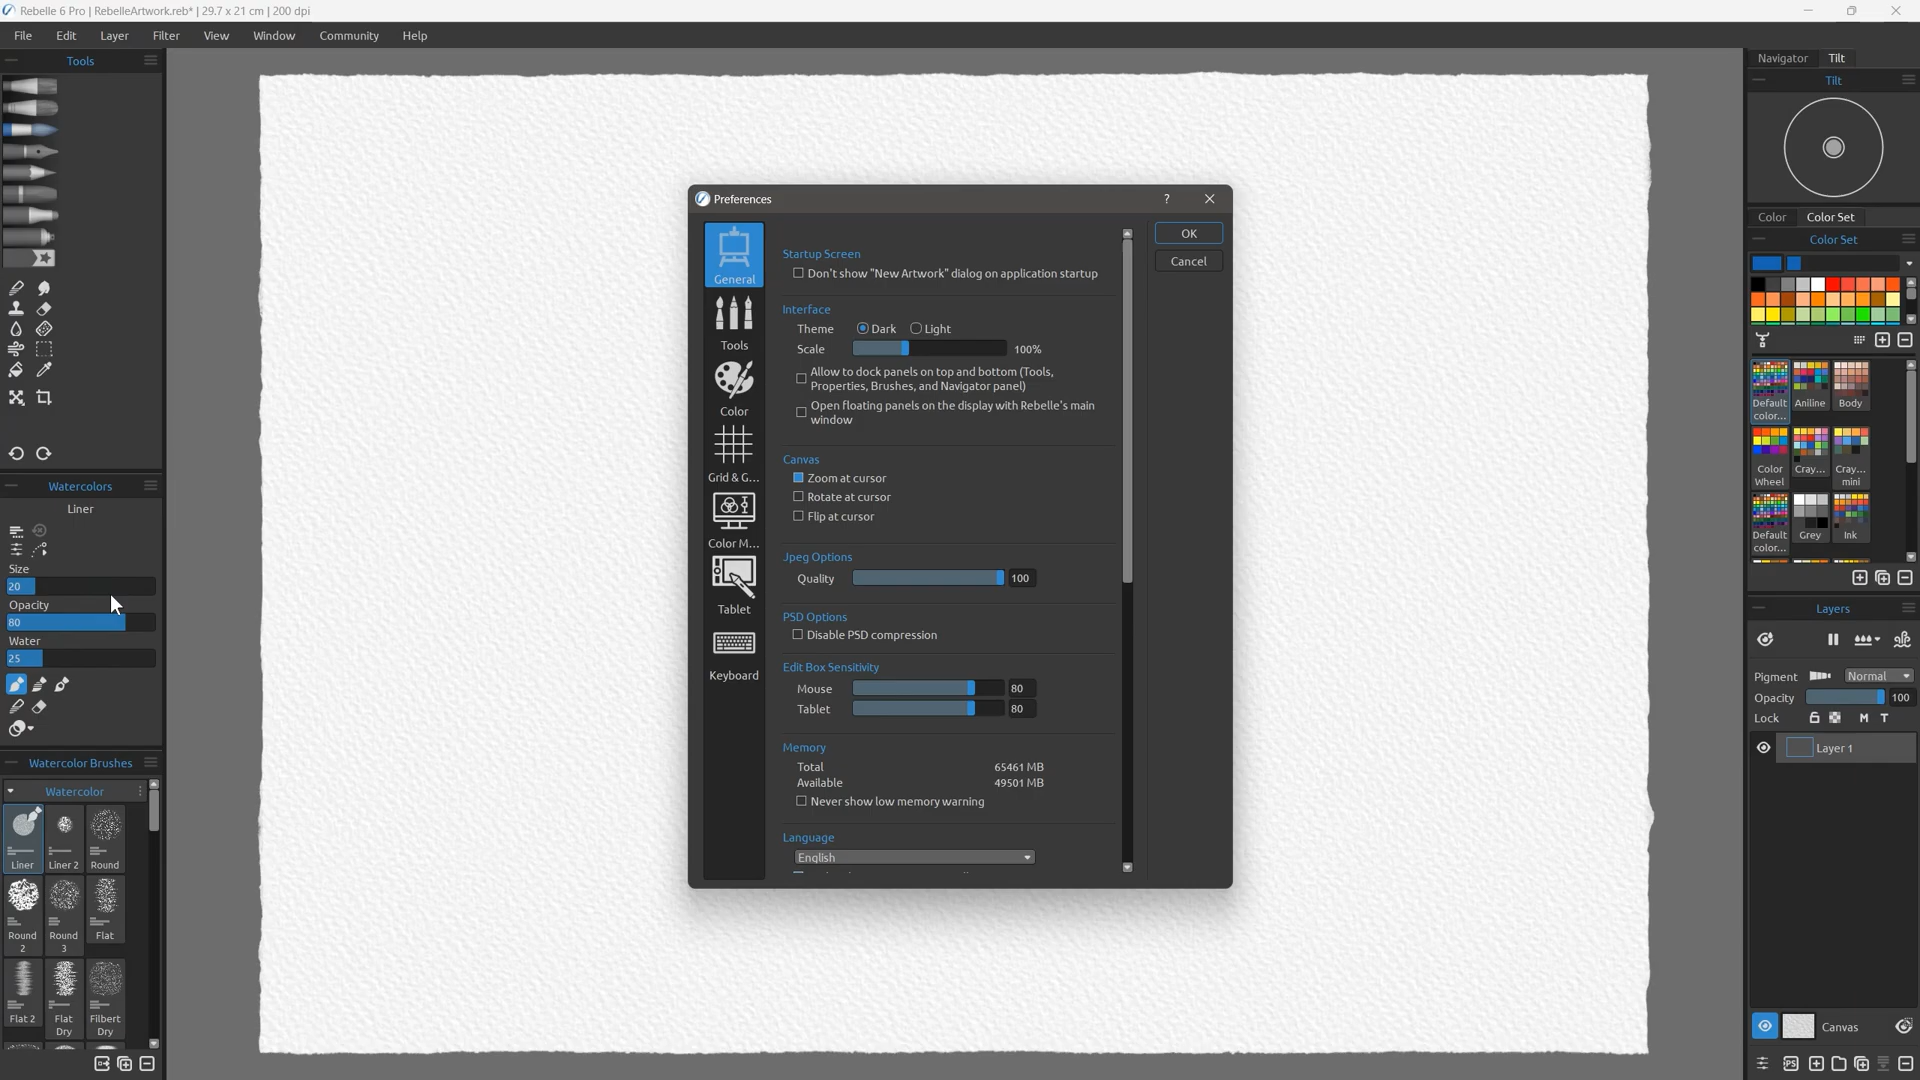 Rebelle 6 Pro | RebelleArtwork.reb* | 29.7 x 21 cm | 200 dpi
File Edit Layer Filter View Window Community Help
Tools
Watercolors
Liner
Size
20
Opacity
80
Water
25
Watercolor Brushes
Watercolor
Liner Liner 2 Round
Round 2 Round 3 Flat
Flat 2 Flat Dry Filbert Dry
Preferences
?
General
Tools
Color
Grid & G...
Color M...
Tablet
Keyboard
Startup Screen
Don't show "New Artwork" dialog on application startup
Interface
Theme Dark Light
Scale 100%
Allow to dock panels on top and bottom (Tools,
Properties, Brushes, and Navigator panel)
Open floating panels on the display with Rebelle's main
window
Canvas
Zoom at cursor
Rotate at cursor
Flip at cursor
Jpeg Options
Quality 100
PSD Options
Disable PSD compression
Edit Box Sensitivity
Mouse 80
Tablet 80
Memory
Total 65461 MB
Available 49501 MB
Never show low memory warning
Language
English
OK
Cancel
Navigator Tilt
Tilt
Color Color Set
Color Set
Default color... Aniline Body
Color Wheel Cray... Cray... mini
Default color... Grey Ink
Layers
Pigment Normal
Opacity 100
Lock M T
Layer 1
Canvas
PS